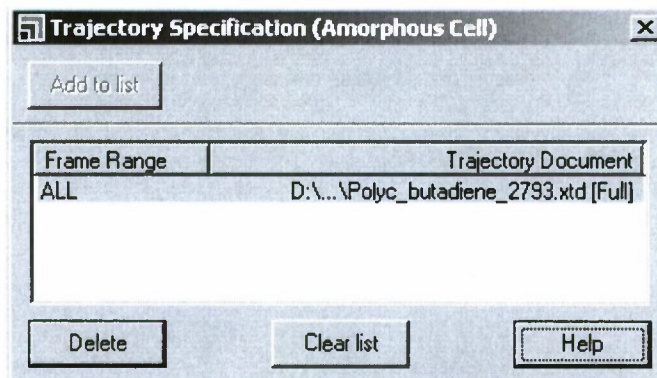 Trajectory Specification (Amorphous Cell)
Add to list
Frame Range Trajectory Document
ALL D:\...\Polyc_butadiene_2793.xtd [Full]
Delete Clear list Help